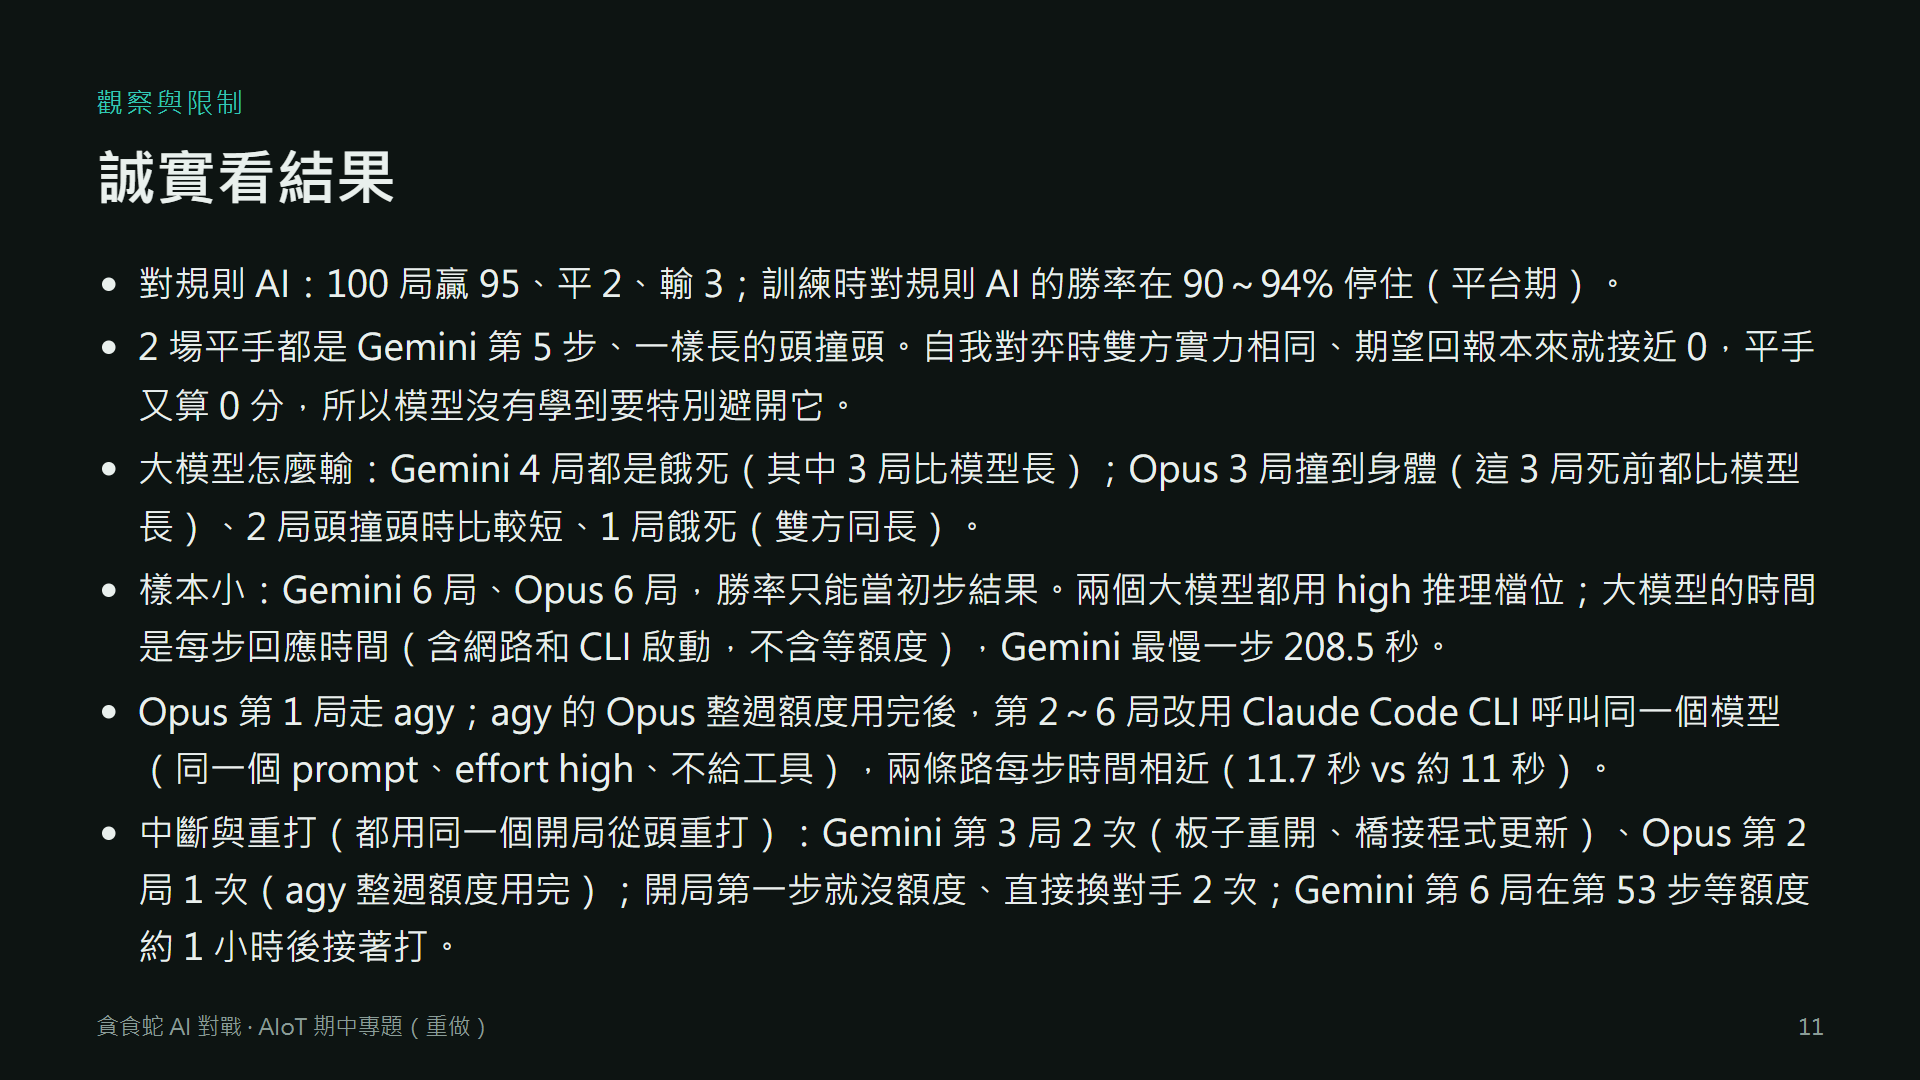 觀察與限制
誠實看結果
• 對規則 AI：100 局贏 95、平 2、輸 3；訓練時對規則 AI 的勝率在 90～94% 停住（平台期）。
• 2 場平手都是 Gemini 第 5 步、一樣長的頭撞頭。自我對弈時雙方實力相同、期望回報本來就接近 0，平手
又算 0 分，所以模型沒有學到要特別避開它。
• 大模型怎麼輸：Gemini 4 局都是餓死（其中 3 局比模型長）；Opus 3 局撞到身體（這 3 局死前都比模型
長）、2 局頭撞頭時比較短、1 局餓死（雙方同長）。
• 樣本小：Gemini 6 局、Opus 6 局，勝率只能當初步結果。兩個大模型都用 high 推理檔位；大模型的時間
是每步回應時間（含網路和 CLI 啟動，不含等額度），Gemini 最慢一步 208.5 秒。
• Opus 第 1 局走 agy；agy 的 Opus 整週額度用完後，第 2～6 局改用 Claude Code CLI 呼叫同一個模型
（同一個 prompt、effort high、不給工具），兩條路每步時間相近（11.7 秒 vs 約 11 秒）。
• 中斷與重打（都用同一個開局從頭重打）：Gemini 第 3 局 2 次（板子重開、橋接程式更新）、Opus 第 2
局 1 次（agy 整週額度用完）；開局第一步就沒額度、直接換對手 2 次；Gemini 第 6 局在第 53 步等額度
約 1 小時後接著打。
貪食蛇 AI 對戰 · AIoT 期中專題（重做）
11